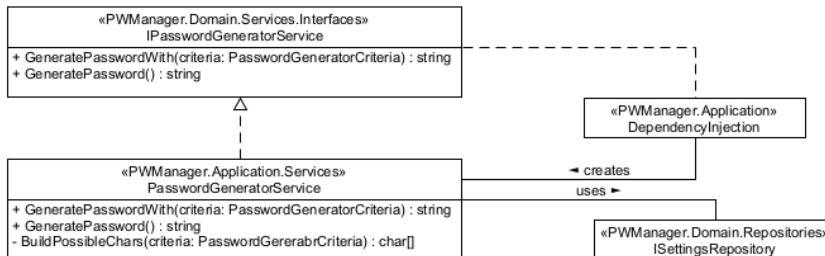 «PWManager.Domain.Services.Interfaces»
IPasswordGeneratorService
+ GeneratePasswordWith(criteria: PasswordGeneratorCriteria) : string
+ GeneratePassword() : string
«PWManager.Application»
DependencyInjection
«PWManager.Application.Services»
PasswordGeneratorService
◄ creates
uses ►
+ GeneratePasswordWith(criteria: PasswordGeneratorCriteria) : string
+ GeneratePassword() : string
- BuildPossibleChars(criteria: PasswordGererabrCriteria) : char[]
«PWManager.Domain.Repositories»
ISettingsRepository